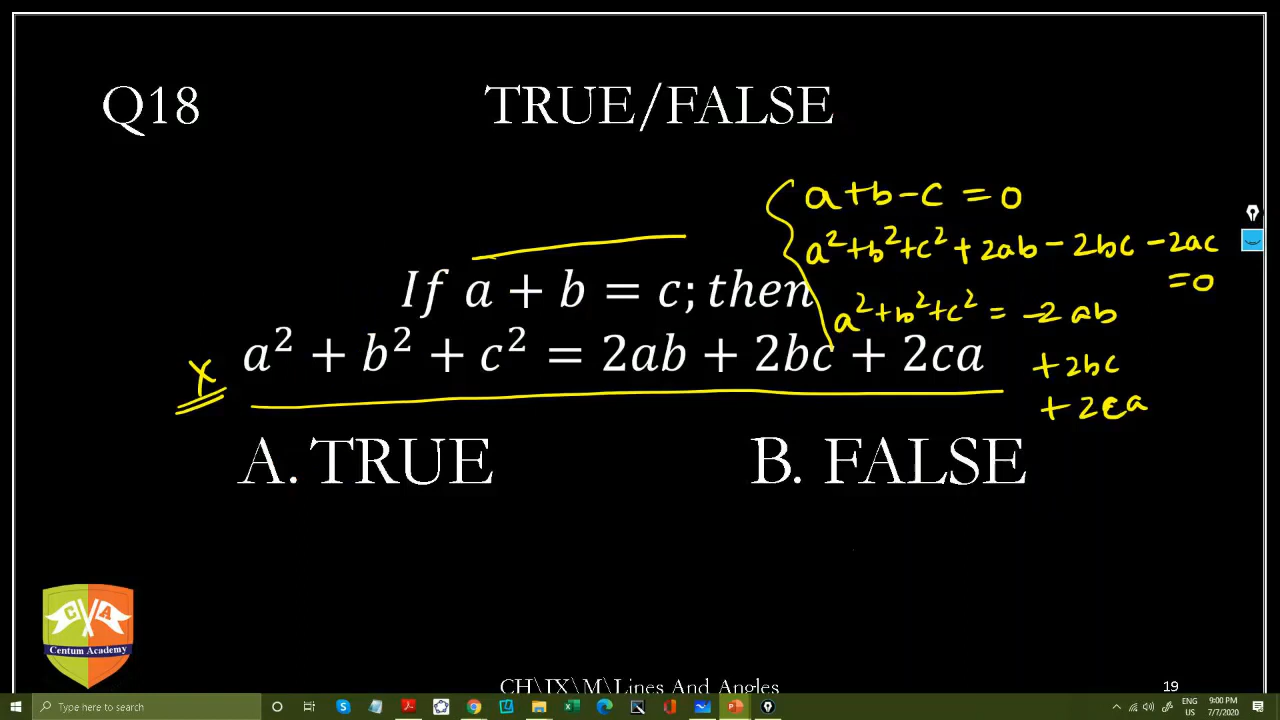 Q18 TRUE/FALSE
a+b-c = 0
a²+b²+c²+2ab-2bc-2ac
=0
If a + b = c; then
a²+b²+c² = -2ab
+2bc
+2ca
X a² + b² + c² = 2ab + 2bc + 2ca
A. TRUE B. FALSE
C A
Centum Academy
CH\IX\M\Lines And Angles 19
Type here to search
ENG
US
9:00 PM
7/7/2020